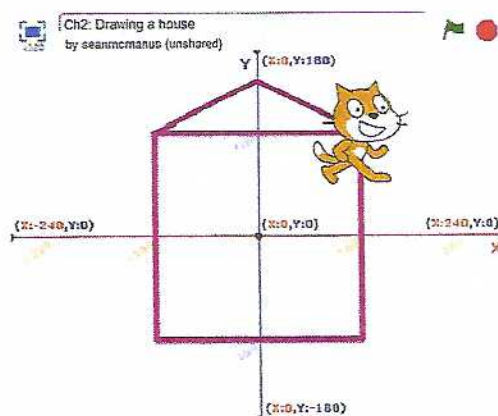 Ch2: Drawing a house
by seanmcmanus (unshared)
Y (X:0,Y:180)
(X:-240,Y:0) (X:0,Y:0) (X:240,Y:0)
X
(X:0,Y:-180)